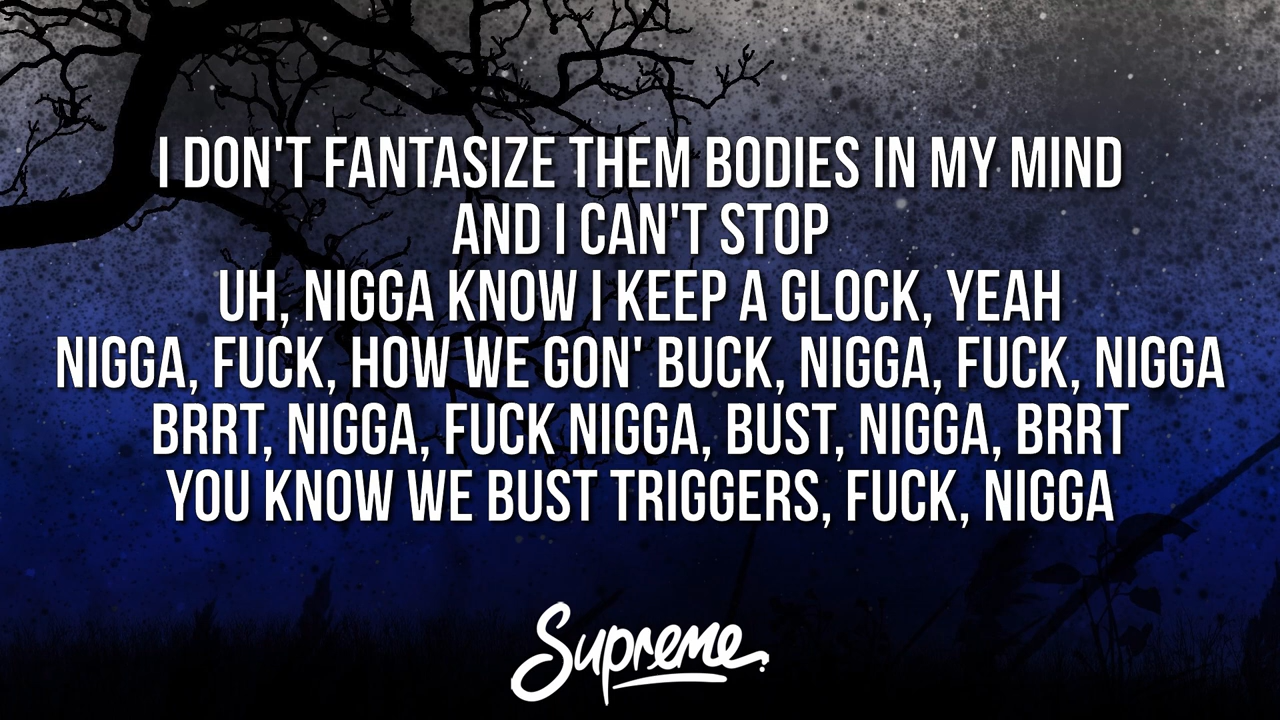 I DON'T FANTASIZE THEM BODIES IN MY MIND
AND I CAN'T STOP
UH, NIGGA KNOW I KEEP A GLOCK, YEAH
NIGGA, FUCK, HOW WE GON' BUCK, NIGGA, FUCK, NIGGA
BRRT, NIGGA, FUCK NIGGA, BUST, NIGGA, BRRT
YOU KNOW WE BUST TRIGGERS, FUCK, NIGGA
Supreme.